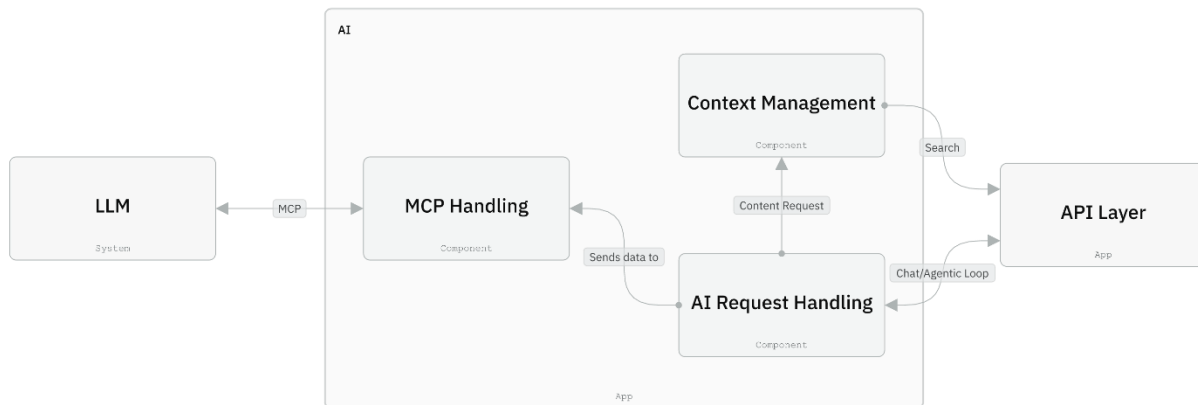 AI
Context Management
Component
Search
LLM
System
MCP
MCP Handling
Component
Content Request
API Layer
App
Sends data to
Chat/Agentic Loop
AI Request Handling
Component
App